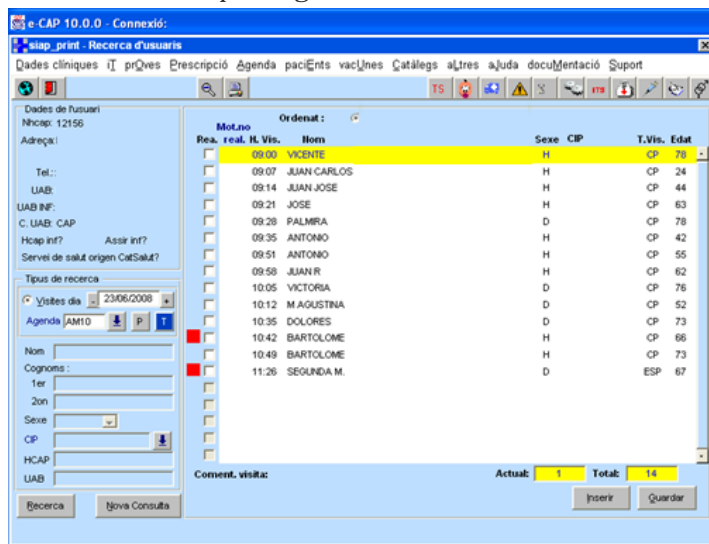 e-CAP 10.0.0 - Connexió:
siap_print - Recerca d'usuaris
Dades clíniques iT prOves Prescripció Agenda paciEnts vacUnes Catálegs aLtres aJuda docuMentació Suport
TS ITS
Dades de l'usuari
Nhcap: 12156
Adreça:
Tel.:
UAB:
UAB INF:
C. UAB: CAP
Hcap inf? Assir inf?
Servei de salut origen CatSalut?
Tipus de recerca
Visites dia - 23/06/2008 +
Agenda AM10 P T
Nom
Cognoms :
1er
2on
Sexe
CIP
HCAP
UAB
Recerca Nova Consulta
Ordenat :
Mot.no
Rea. real. H. Vis. Nom Sexe CIP T.Vis. Edat
09:00 VICENTE H CP 78
09:07 JUAN CARLOS H CP 24
09:14 JUAN JOSE H CP 44
09:21 JOSE H CP 63
09:28 PALMIRA D CP 78
09:35 ANTONIO H CP 42
09:51 ANTONIO H CP 55
09:58 JUAN R H CP 62
10:05 VICTORIA D CP 76
10:12 M AGUSTINA D CP 52
10:35 DOLORES D CP 73
10:42 BARTOLOME H CP 66
10:49 BARTOLOME H CP 73
11:26 SEGUNDA M. D ESP 67
Coment. visita: Actual: 1 Total: 14
Inserir Guardar